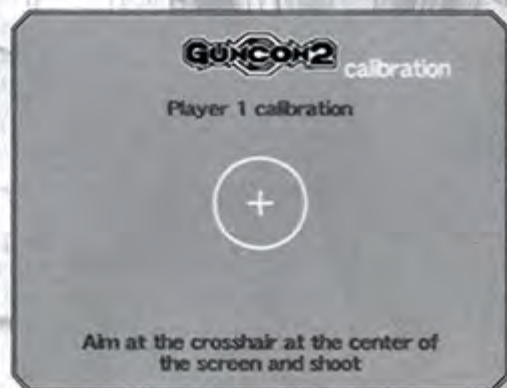 GUNCON2
calibration
Player 1 calibration
Aim at the crosshair at the center of
the screen and shoot